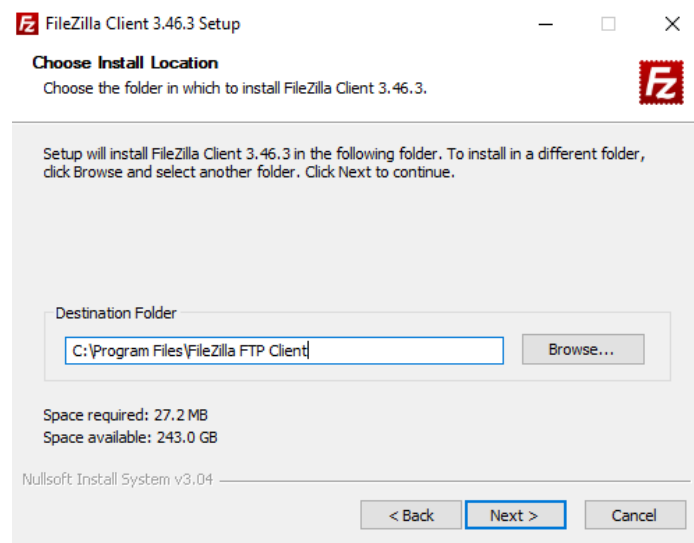 FileZilla Client 3.46.3 Setup
Choose Install Location
Choose the folder in which to install FileZilla Client 3.46.3.
Fz
Setup will install FileZilla Client 3.46.3 in the following folder. To install in a different folder,
click Browse and select another folder. Click Next to continue.
Destination Folder
C:\Program Files\FileZilla FTP Client
Browse...
Space required: 27.2 MB
Space available: 243.0 GB
Nullsoft Install System v3.04
< Back
Next >
Cancel